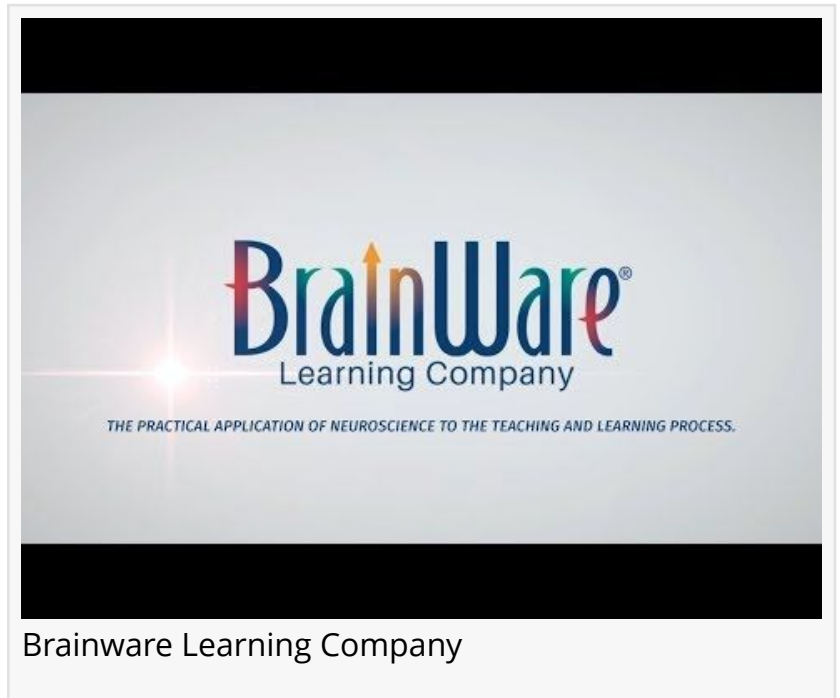 BrainWare®
Learning Company
THE PRACTICAL APPLICATION OF NEUROSCIENCE TO THE TEACHING AND LEARNING PROCESS.
Brainware Learning Company